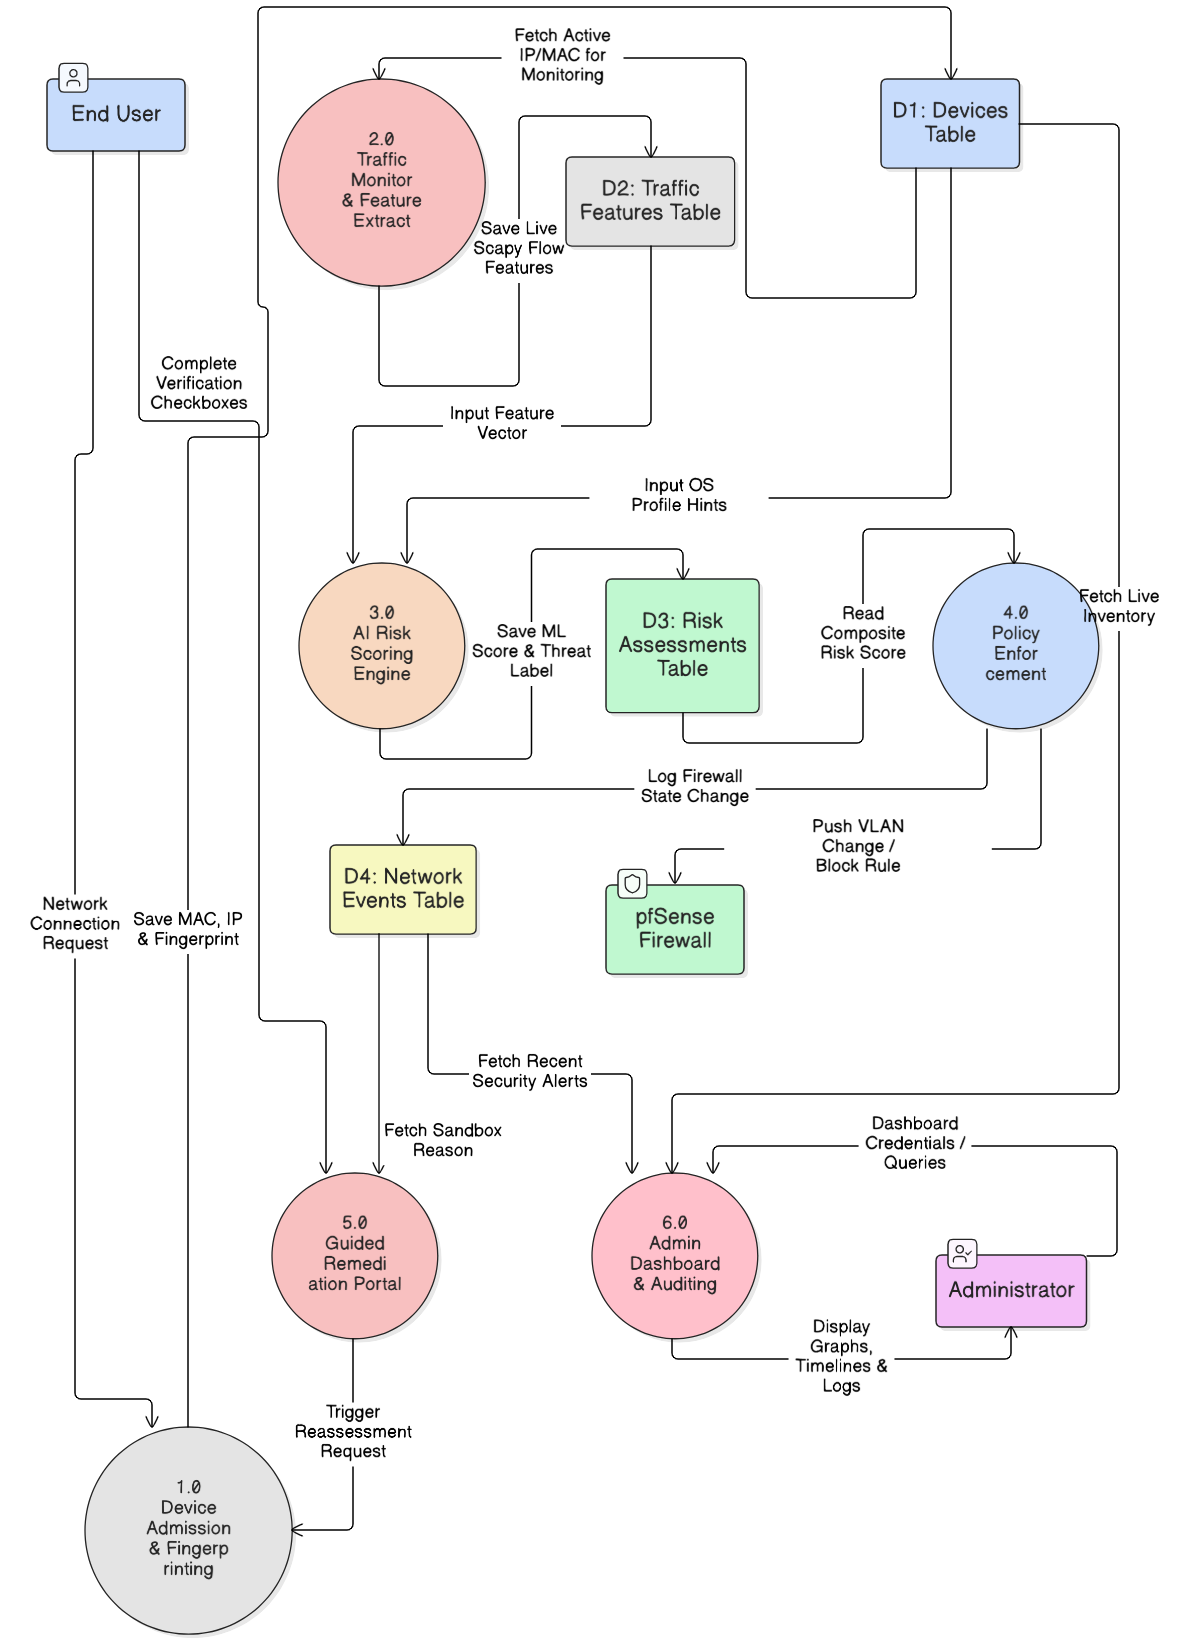 Fetch Active
IP/MAC for
Monitoring
End User
D1: Devices
Table
2.0
Traffic
Monitor
& Feature
Extract
D2: Traffic
Features Table
Save Live
Scapy Flow
Features
Complete
Verification
Checkboxes
Input Feature
Vector
Input OS
Profile Hints
3.0
AI Risk
Scoring
Engine
Save ML
Score & Threat
Label
D3: Risk
Assessments
Table
Read
Composite
Risk Score
4.0
Policy
Enfor
cement
Fetch Live
Inventory
Log Firewall
State Change
Push VLAN
Change /
Block Rule
D4: Network
Events Table
pfSense
Firewall
Network
Connection
Request
Save MAC, IP
& Fingerprint
Fetch Recent
Security Alerts
Fetch Sandbox
Reason
Dashboard
Credentials /
Queries
5.0
Guided
Remedi
ation Portal
6.0
Admin
Dashboard
& Auditing
Administrator
Display
Graphs,
Timelines &
Logs
Trigger
Reassessment
Request
1.0
Device
Admission
& Fingerp
rinting